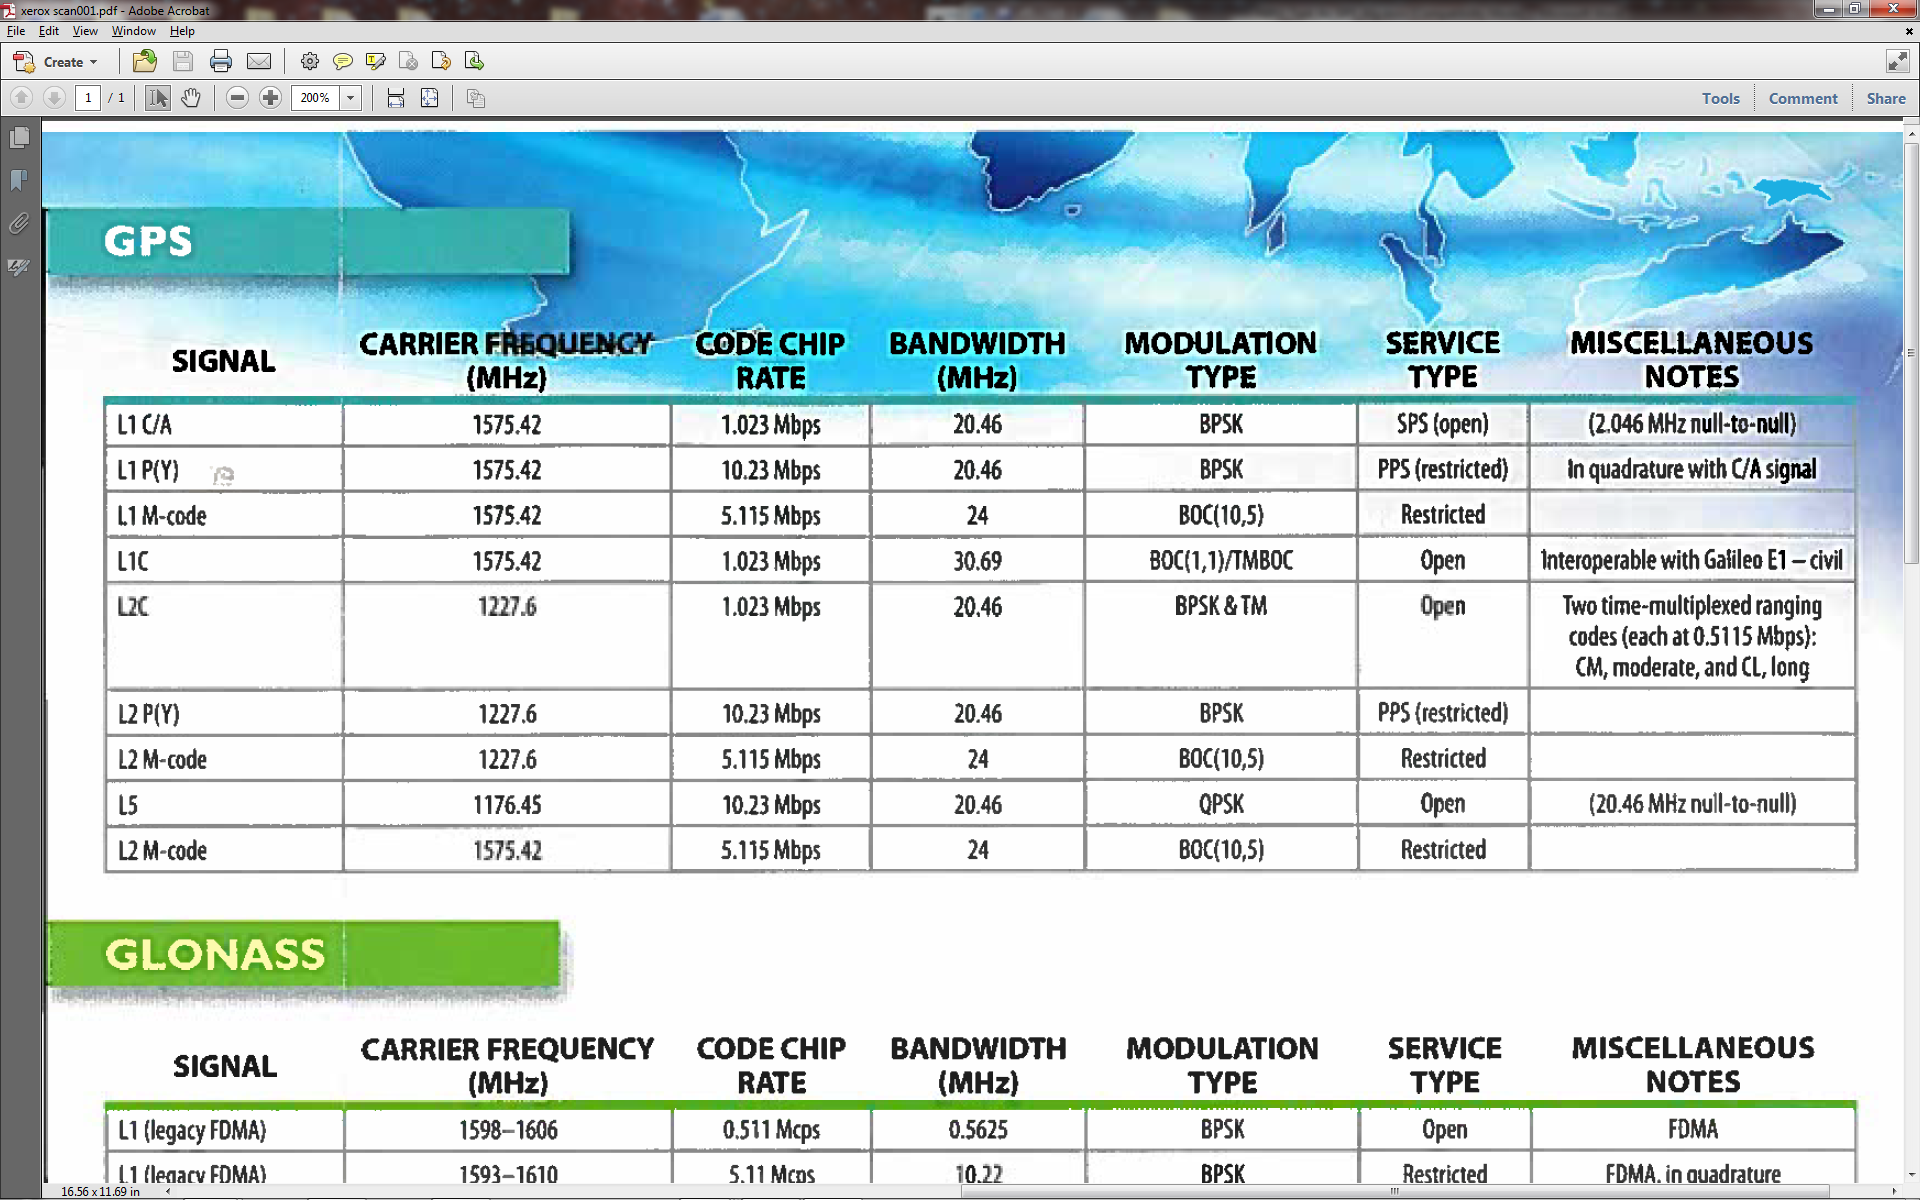 xerox scan001.pdf - Adobe Acrobat
File Edit View Window Help
Create
1 / 1 200% Tools Comment Share
GPS
SIGNAL CARRIER FREQUENCY (MHz) CODE CHIP RATE BANDWIDTH (MHz) MODULATION TYPE SERVICE TYPE MISCELLANEOUS NOTES
L1 C/A 1575.42 1.023 Mbps 20.46 BPSK SPS (open) (2.046 MHz null-to-null)
L1 P(Y) 1575.42 10.23 Mbps 20.46 BPSK PPS (restricted) In quadrature with C/A signal
L1 M-code 1575.42 5.115 Mbps 24 BOC(10,5) Restricted
L1C 1575.42 1.023 Mbps 30.69 BOC(1,1)/TMBOC Open Interoperable with Galileo E1 – civil
L2C 1227.6 1.023 Mbps 20.46 BPSK & TM Open Two time-multiplexed ranging
codes (each at 0.5115 Mbps):
CM, moderate, and CL, long
L2 P(Y) 1227.6 10.23 Mbps 20.46 BPSK PPS (restricted)
L2 M-code 1227.6 5.115 Mbps 24 BOC(10,5) Restricted
L5 1176.45 10.23 Mbps 20.46 QPSK Open (20.46 MHz null-to-null)
L2 M-code 1575.42 5.115 Mbps 24 BOC(10,5) Restricted
GLONASS
SIGNAL CARRIER FREQUENCY (MHz) CODE CHIP RATE BANDWIDTH (MHz) MODULATION TYPE SERVICE TYPE MISCELLANEOUS NOTES
L1 (legacy FDMA) 1598–1606 0.511 Mcps 0.5625 BPSK Open FDMA
L1 (legacy FDMA) 1593–1610 5.11 Mcps 10.22 BPSK Restricted FDMA, in quadrature
16.56 x 11.69 in